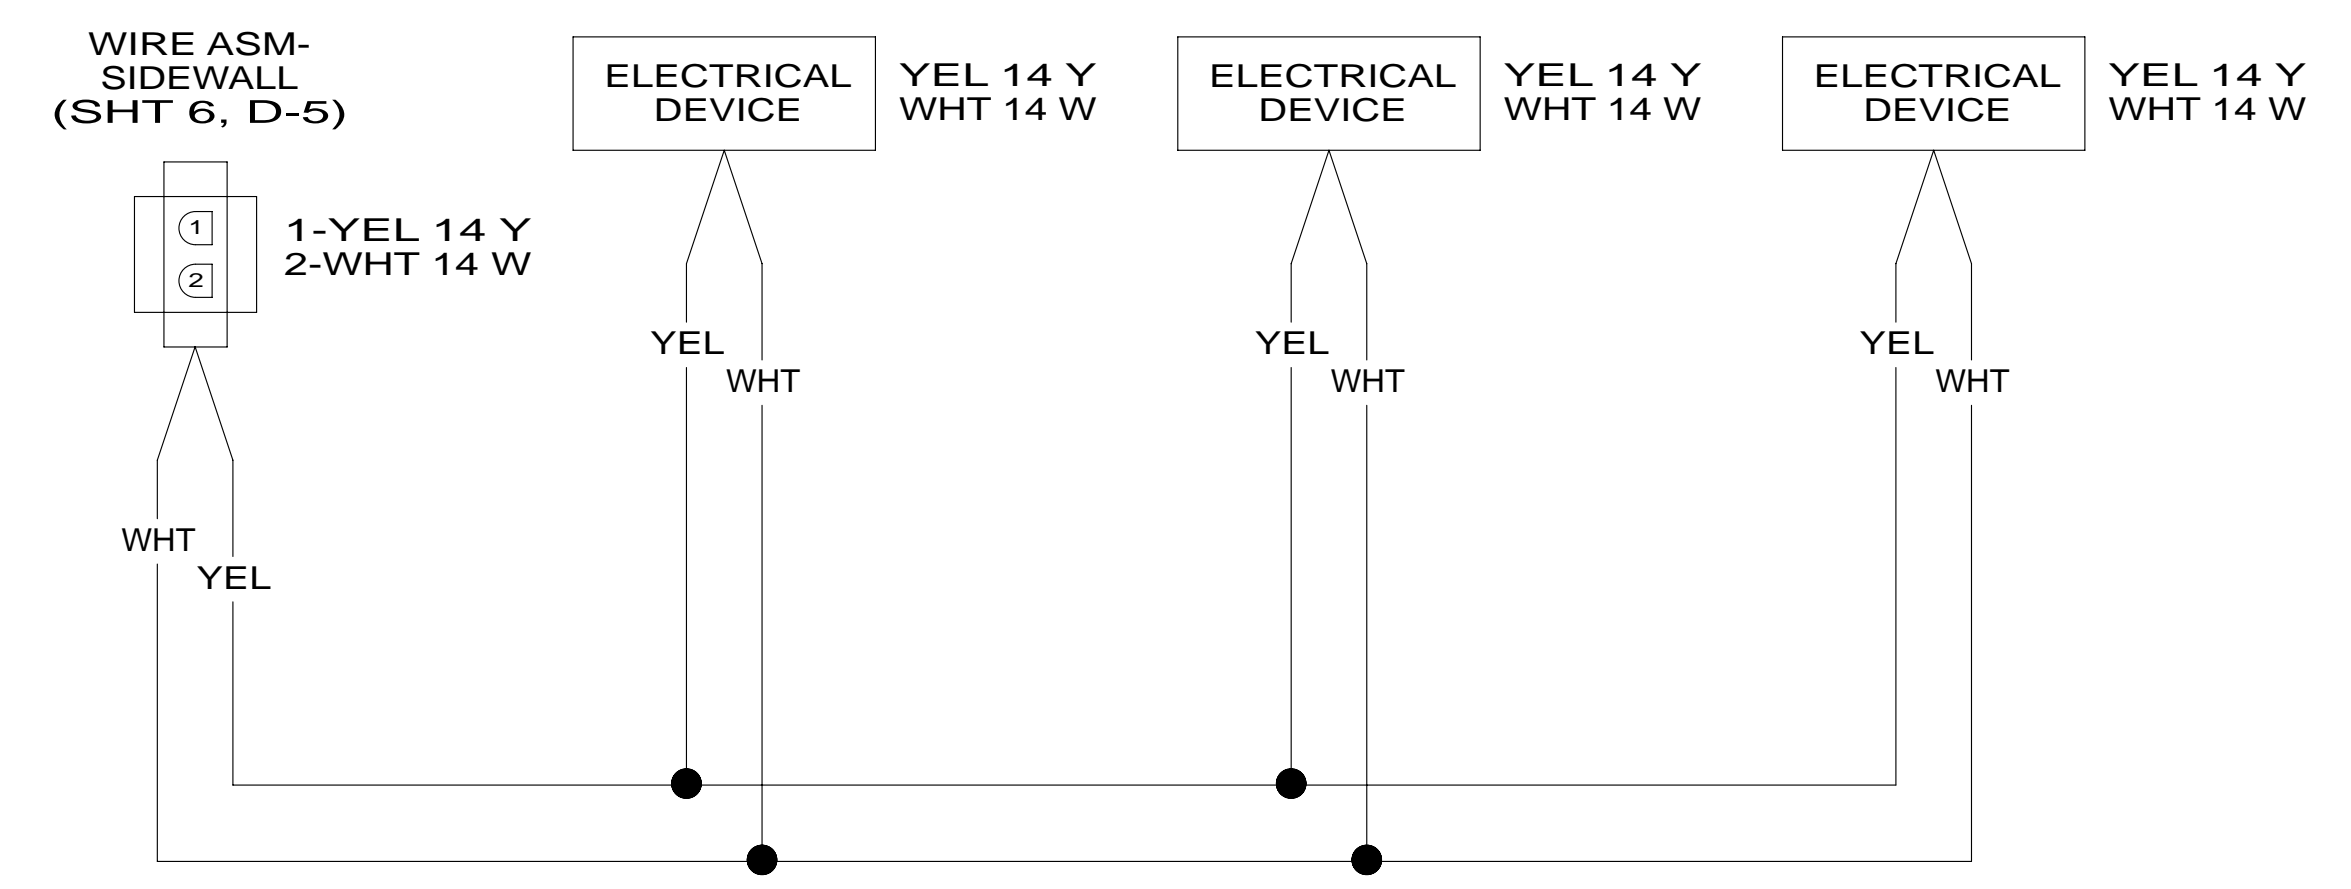 WIRE ASM-
SIDEWALL
(SHT 6, D-5)
1
2
1-YEL 14 Y
2-WHT 14 W
WHT
YEL
ELECTRICAL
DEVICE
YEL 14 Y
WHT 14 W
YEL
WHT
ELECTRICAL
DEVICE
YEL 14 Y
WHT 14 W
YEL
WHT
ELECTRICAL
DEVICE
YEL 14 Y
WHT 14 W
YEL
WHT